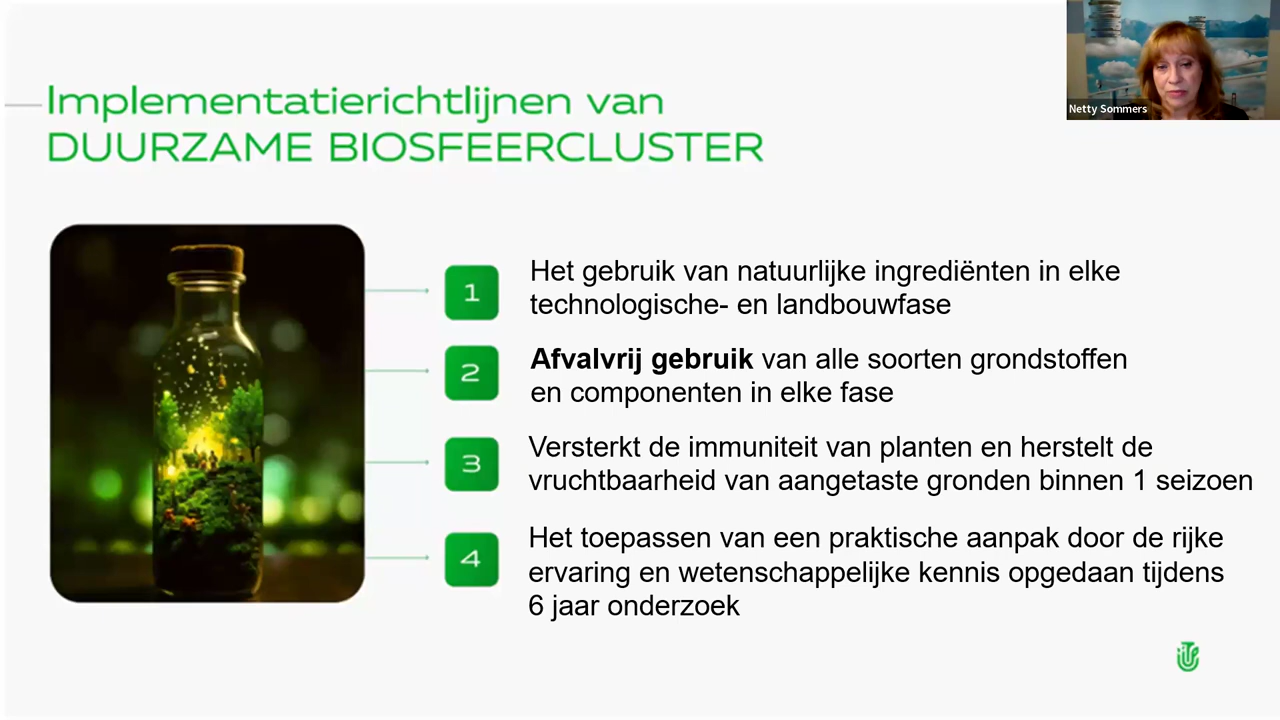 Netty Sommers
Implementatierichtlijnen van
DUURZAME BIOSFEERCLUSTER
1
Het gebruik van natuurlijke ingrediënten in elke
technologische- en landbouwfase
2
Afvalvrij gebruik van alle soorten grondstoffen
en componenten in elke fase
3
Versterkt de immuniteit van planten en herstelt de
vruchtbaarheid van aangetaste gronden binnen 1 seizoen
4
Het toepassen van een praktische aanpak door de rijke
ervaring en wetenschappelijke kennis opgedaan tijdens
6 jaar onderzoek